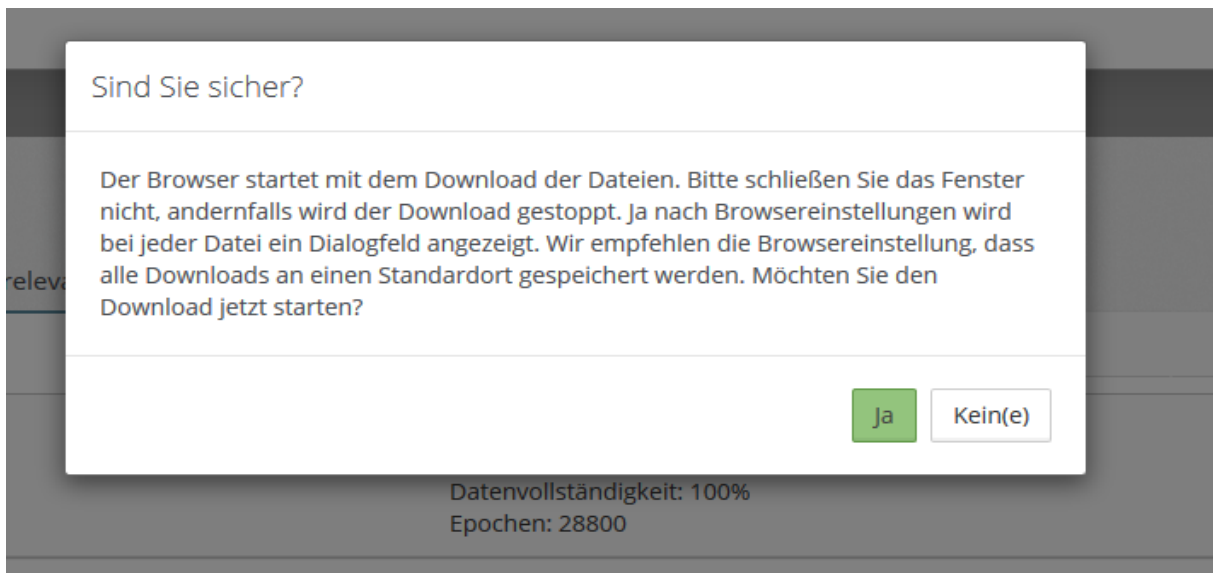 Sind Sie sicher?
Der Browser startet mit dem Download der Dateien. Bitte schließen Sie das Fenster
nicht, andernfalls wird der Download gestoppt. Ja nach Browsereinstellungen wird
bei jeder Datei ein Dialogfeld angezeigt. Wir empfehlen die Browsereinstellung, dass
alle Downloads an einen Standardort gespeichert werden. Möchten Sie den
Download jetzt starten?
Ja
Kein(e)
Datenvollständigkeit: 100%
Epochen: 28800